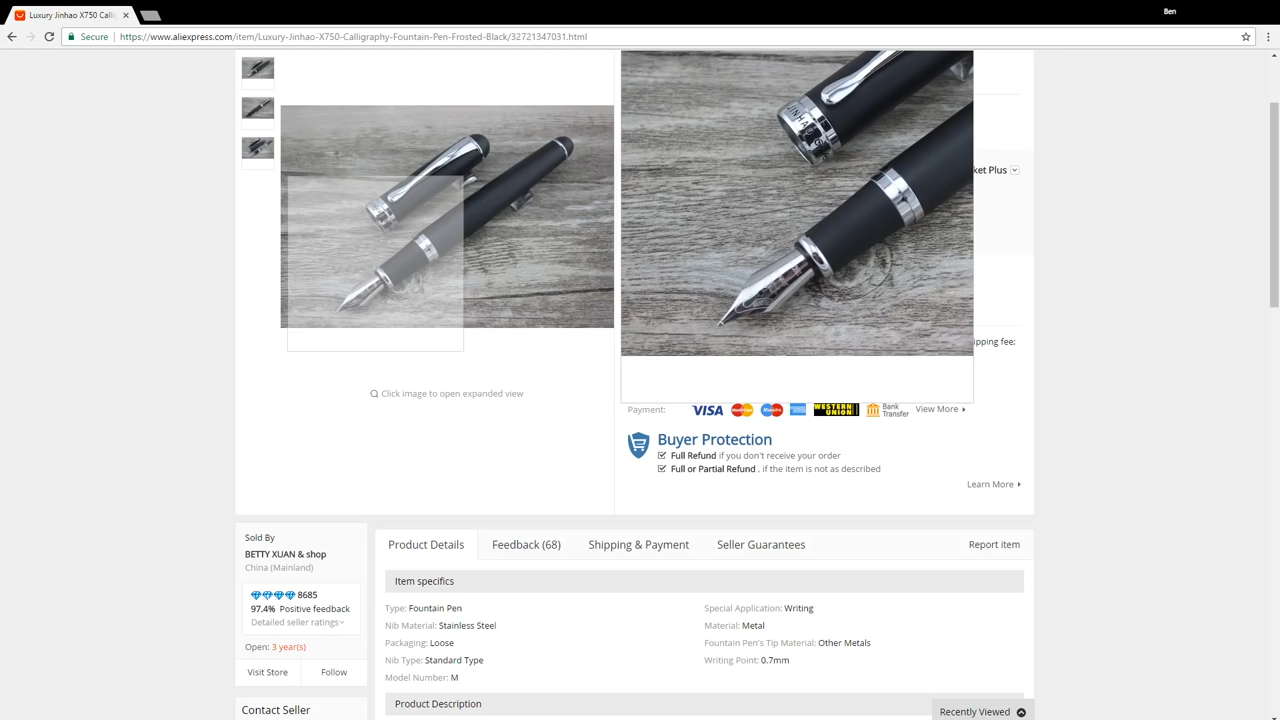 Luxury Jinhao X750 Calli
Ben
Secure
https://www.aliexpress.com/item/Luxury-Jinhao-X750-Calligraphy-Fountain-Pen-Frosted-Black/32721347031.html
JINHAO
ket Plus
ipping fee;
Click image to open expanded view
Payment: VISA MasterCard Maestro WESTERN UNION Bank Transfer View More
Buyer Protection
Full Refund if you don't receive your order
Full or Partial Refund , if the item is not as described
Learn More
Sold By
BETTY XUAN & shop
China (Mainland)
8685
97.4% Positive feedback
Detailed seller ratings
Open: 3 year(s)
Visit Store Follow
Contact Seller
Product Details Feedback (68) Shipping & Payment Seller Guarantees Report item
Item specifics
Type: Fountain Pen Special Application: Writing
Nib Material: Stainless Steel Material: Metal
Packaging: Loose Fountain Pen's Tip Material: Other Metals
Nib Type: Standard Type Writing Point: 0.7mm
Model Number: M
Product Description
Recently Viewed